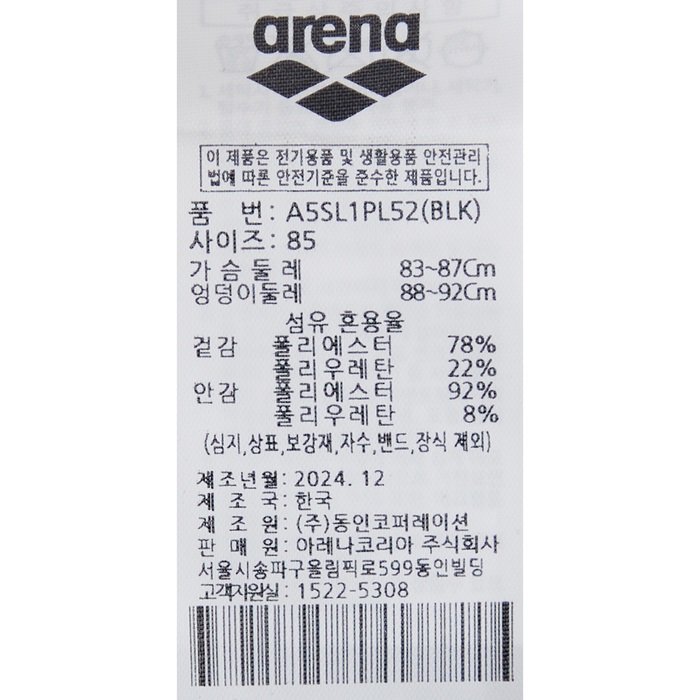 arena
이 제품은 전기용품 및 생활용품 안전관리
법에 따른 안전기준을 준수한 제품입니다.
품 번: A5SL1PL52(BLK)
사이즈: 85
가슴둘레 83~87Cm
엉덩이둘레 88~92Cm
섬유 혼용율
겉감 폴리에스터 78%
폴리우레탄 22%
안감 폴리에스터 92%
폴리우레탄 8%
(심지,상표,보강재,자수,밴드,장식 제외)
제조년월: 2024. 12
제 조 국: 한국
제 조 원: (주)동인코퍼레이션
판 매 원: 아레나코리아 주식회사
서울시송파구올림픽로599동인빌딩
고객지원실: 1522-5308